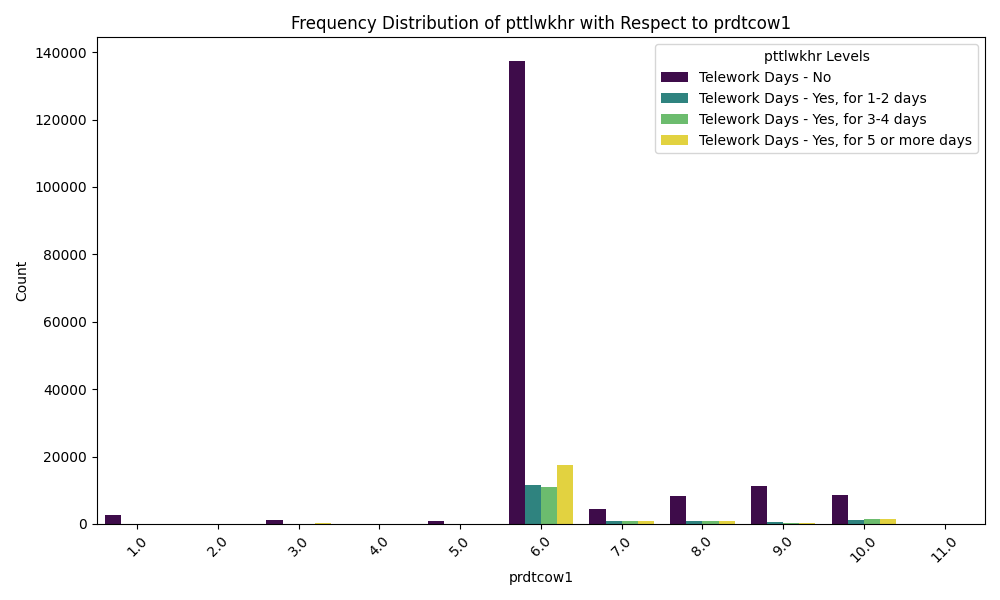 Frequency Distribution of pttlwkhr with Respect to prdtcow1
pttlwkhr Levels
Telework Days - No
Telework Days - Yes, for 1-2 days
Telework Days - Yes, for 3-4 days
Telework Days - Yes, for 5 or more days
Count
140000
120000
100000
80000
60000
40000
20000
0
1.0
2.0
3.0
4.0
5.0
6.0
7.0
8.0
9.0
10.0
11.0
prdtcow1